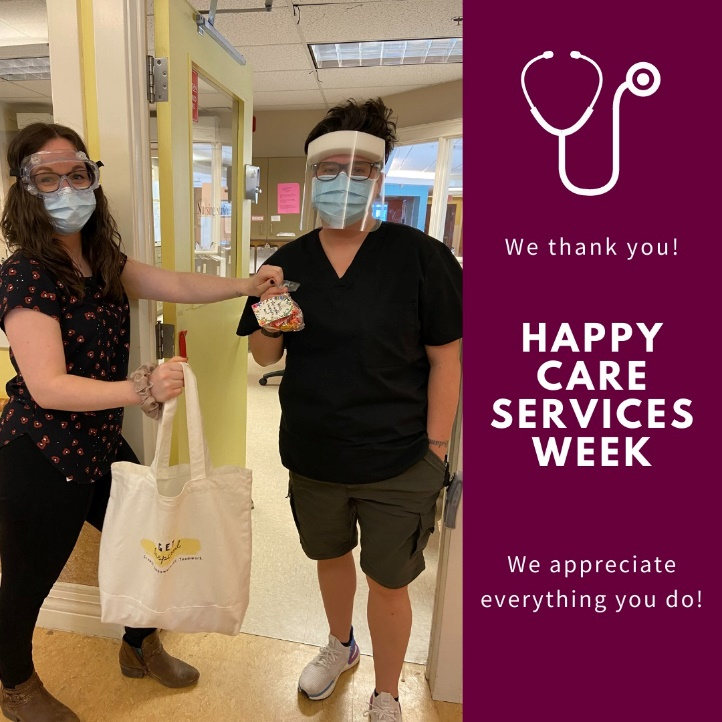 We thank you!
HAPPY
CARE
SERVICES
WEEK
We appreciate
everything you do!